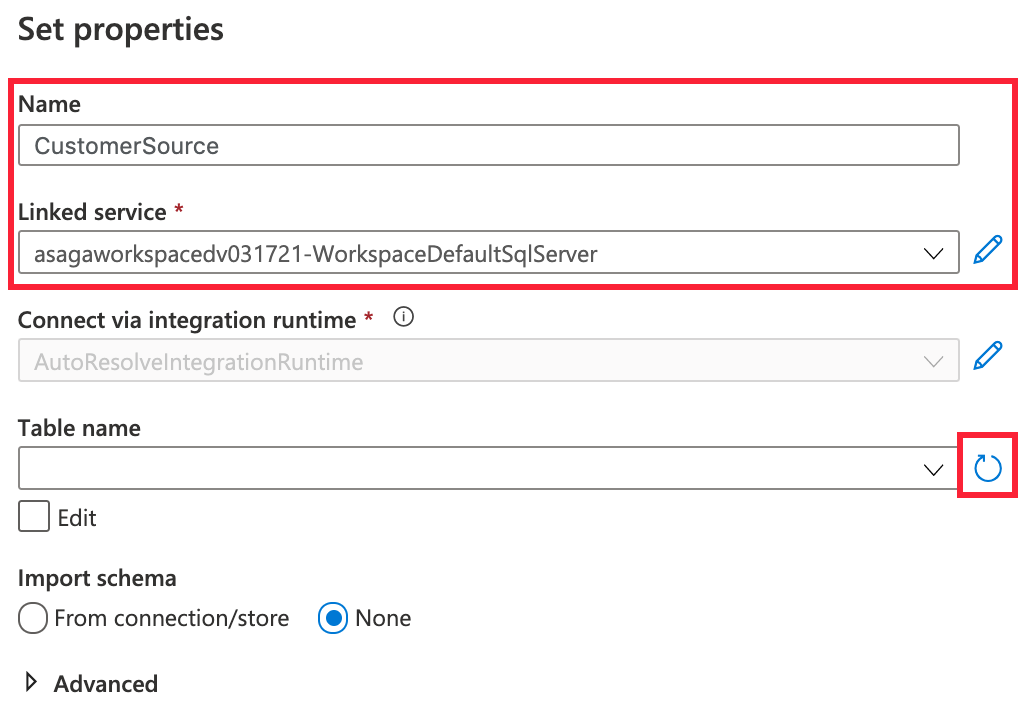 Set properties
Name
CustomerSource
Linked service *
asagaworkspacedv031721-WorkspaceDefaultSqlServer
Connect via integration runtime *
AutoResolveIntegrationRuntime
Table name
Edit
Import schema
From connection/store None
Advanced